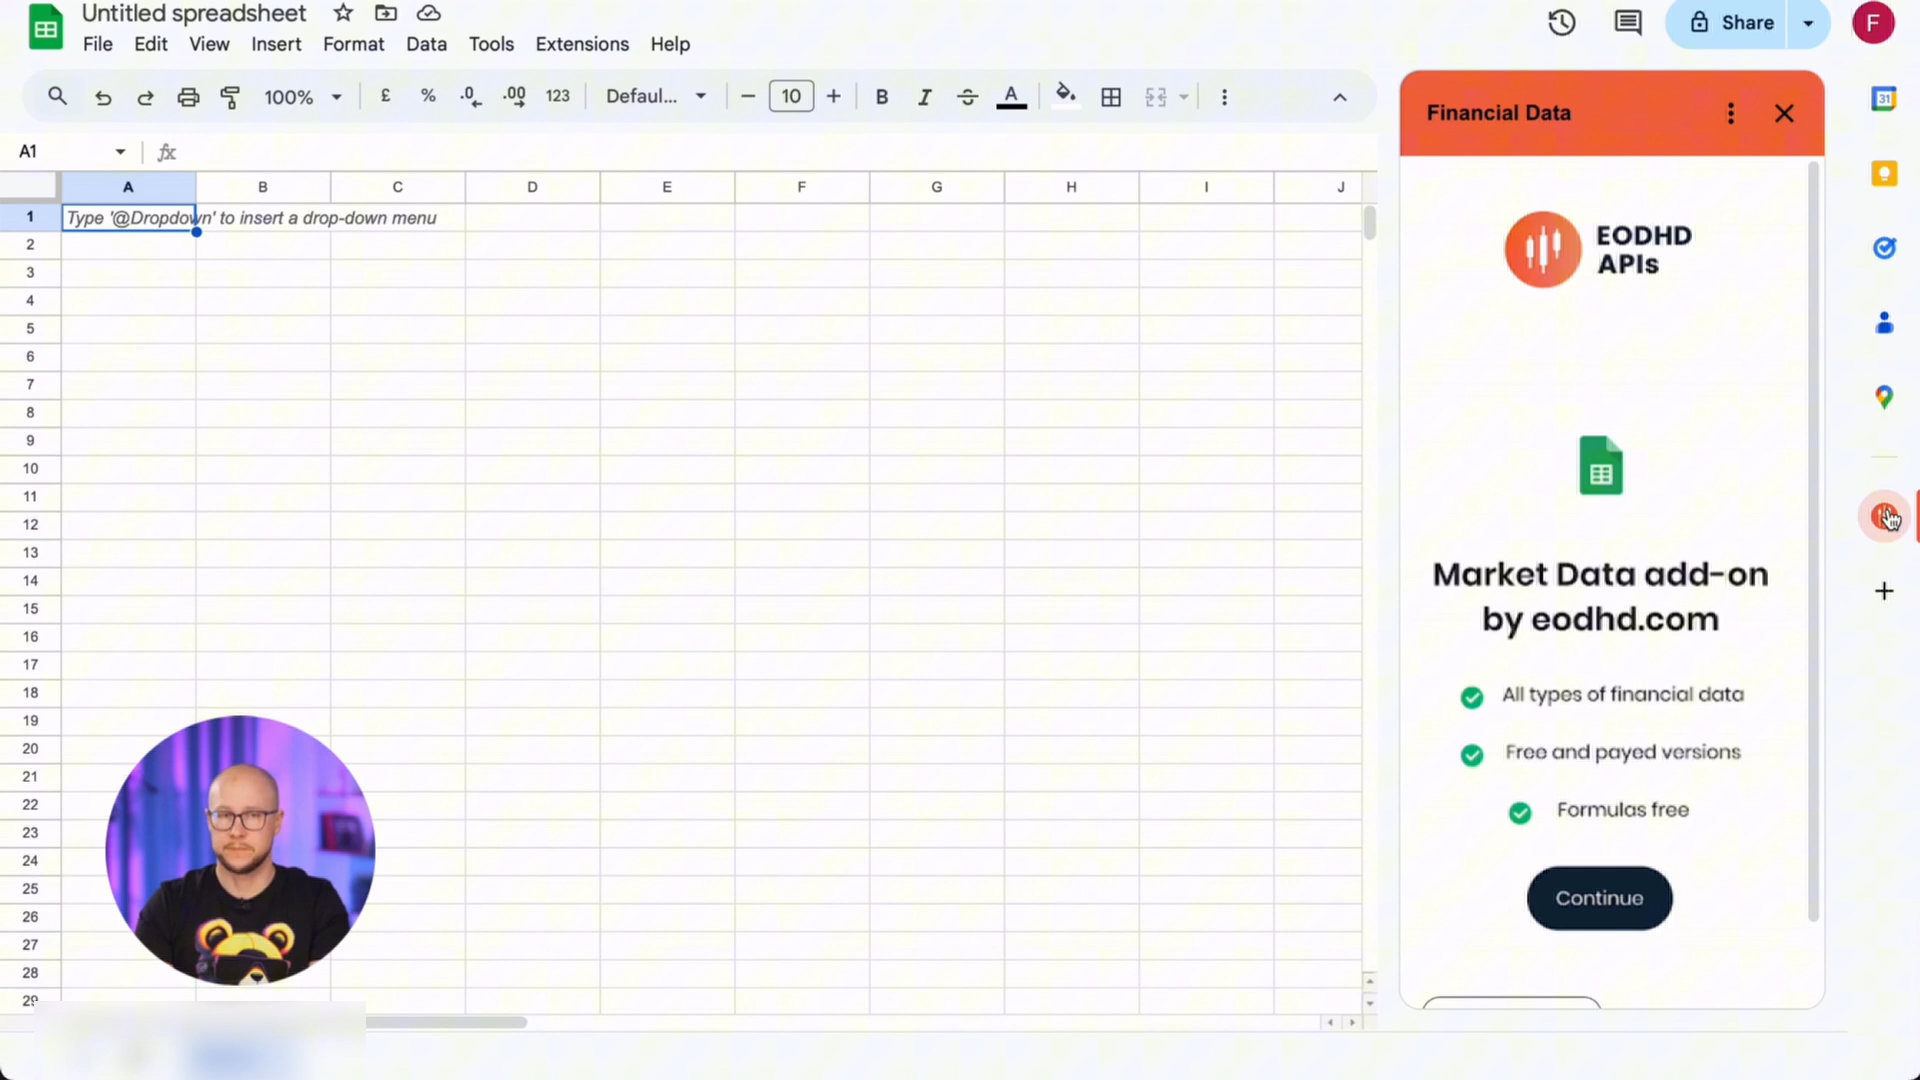 Untitled spreadsheet
File Edit View Insert Format Data Tools Extensions Help
Share
F
100% £ % .0 .00 123 Defaul... 10 B I S A
A1 fx
A B C D E F G H I J
1 Type '@Dropdown' to insert a drop-down menu
2
3
4
5
6
7
8
9
10
11
12
13
14
15
16
17
18
19
20
21
22
23
24
25
26
27
28
29
Financial Data
EODHD
APIs
Market Data add-on
by eodhd.com
All types of financial data
Free and payed versions
Formulas free
Continue
31